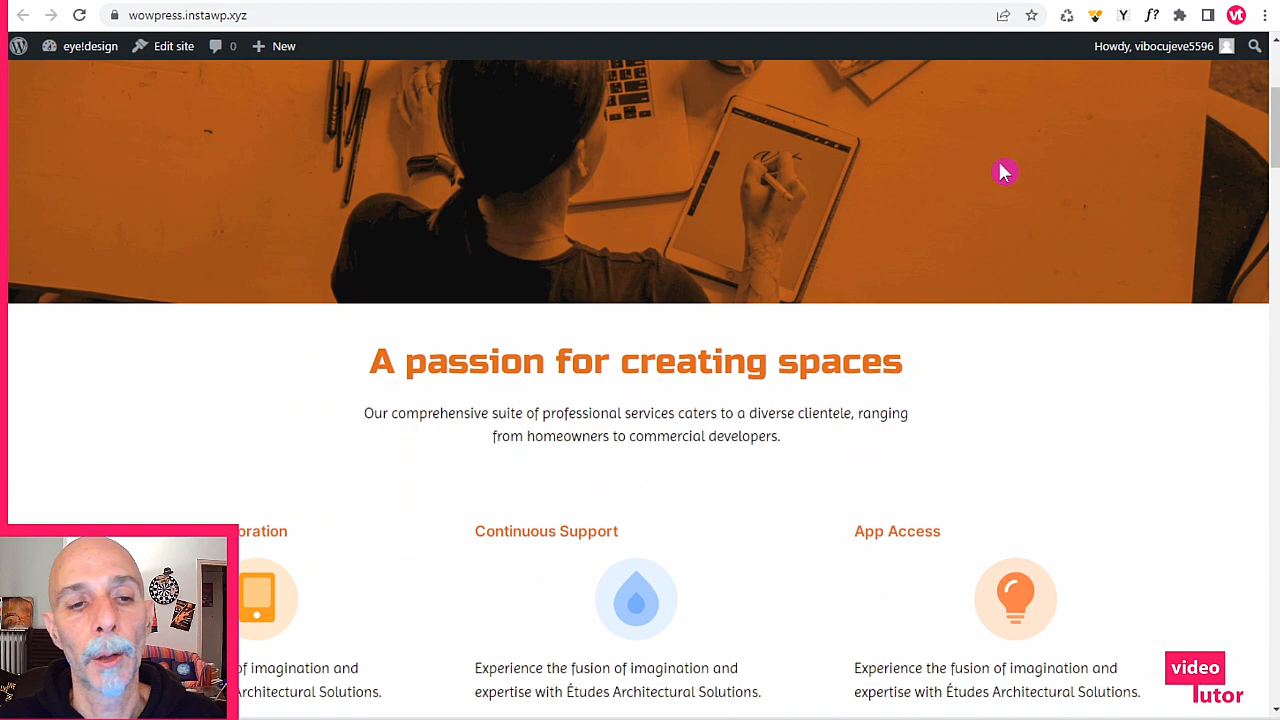 wowpress.instawp.xyz
eye!design Edit site 0 + New Howdy, vibocujeve5596
A passion for creating spaces
Our comprehensive suite of professional services caters to a diverse clientele, ranging
from homeowners to commercial developers.
oration
Continuous Support
App Access
of imagination and
Architectural Solutions.
Experience the fusion of imagination and
expertise with Études Architectural Solutions.
Experience the fusion of imagination and
expertise with Études Architectural Solutions.
video
Tutor